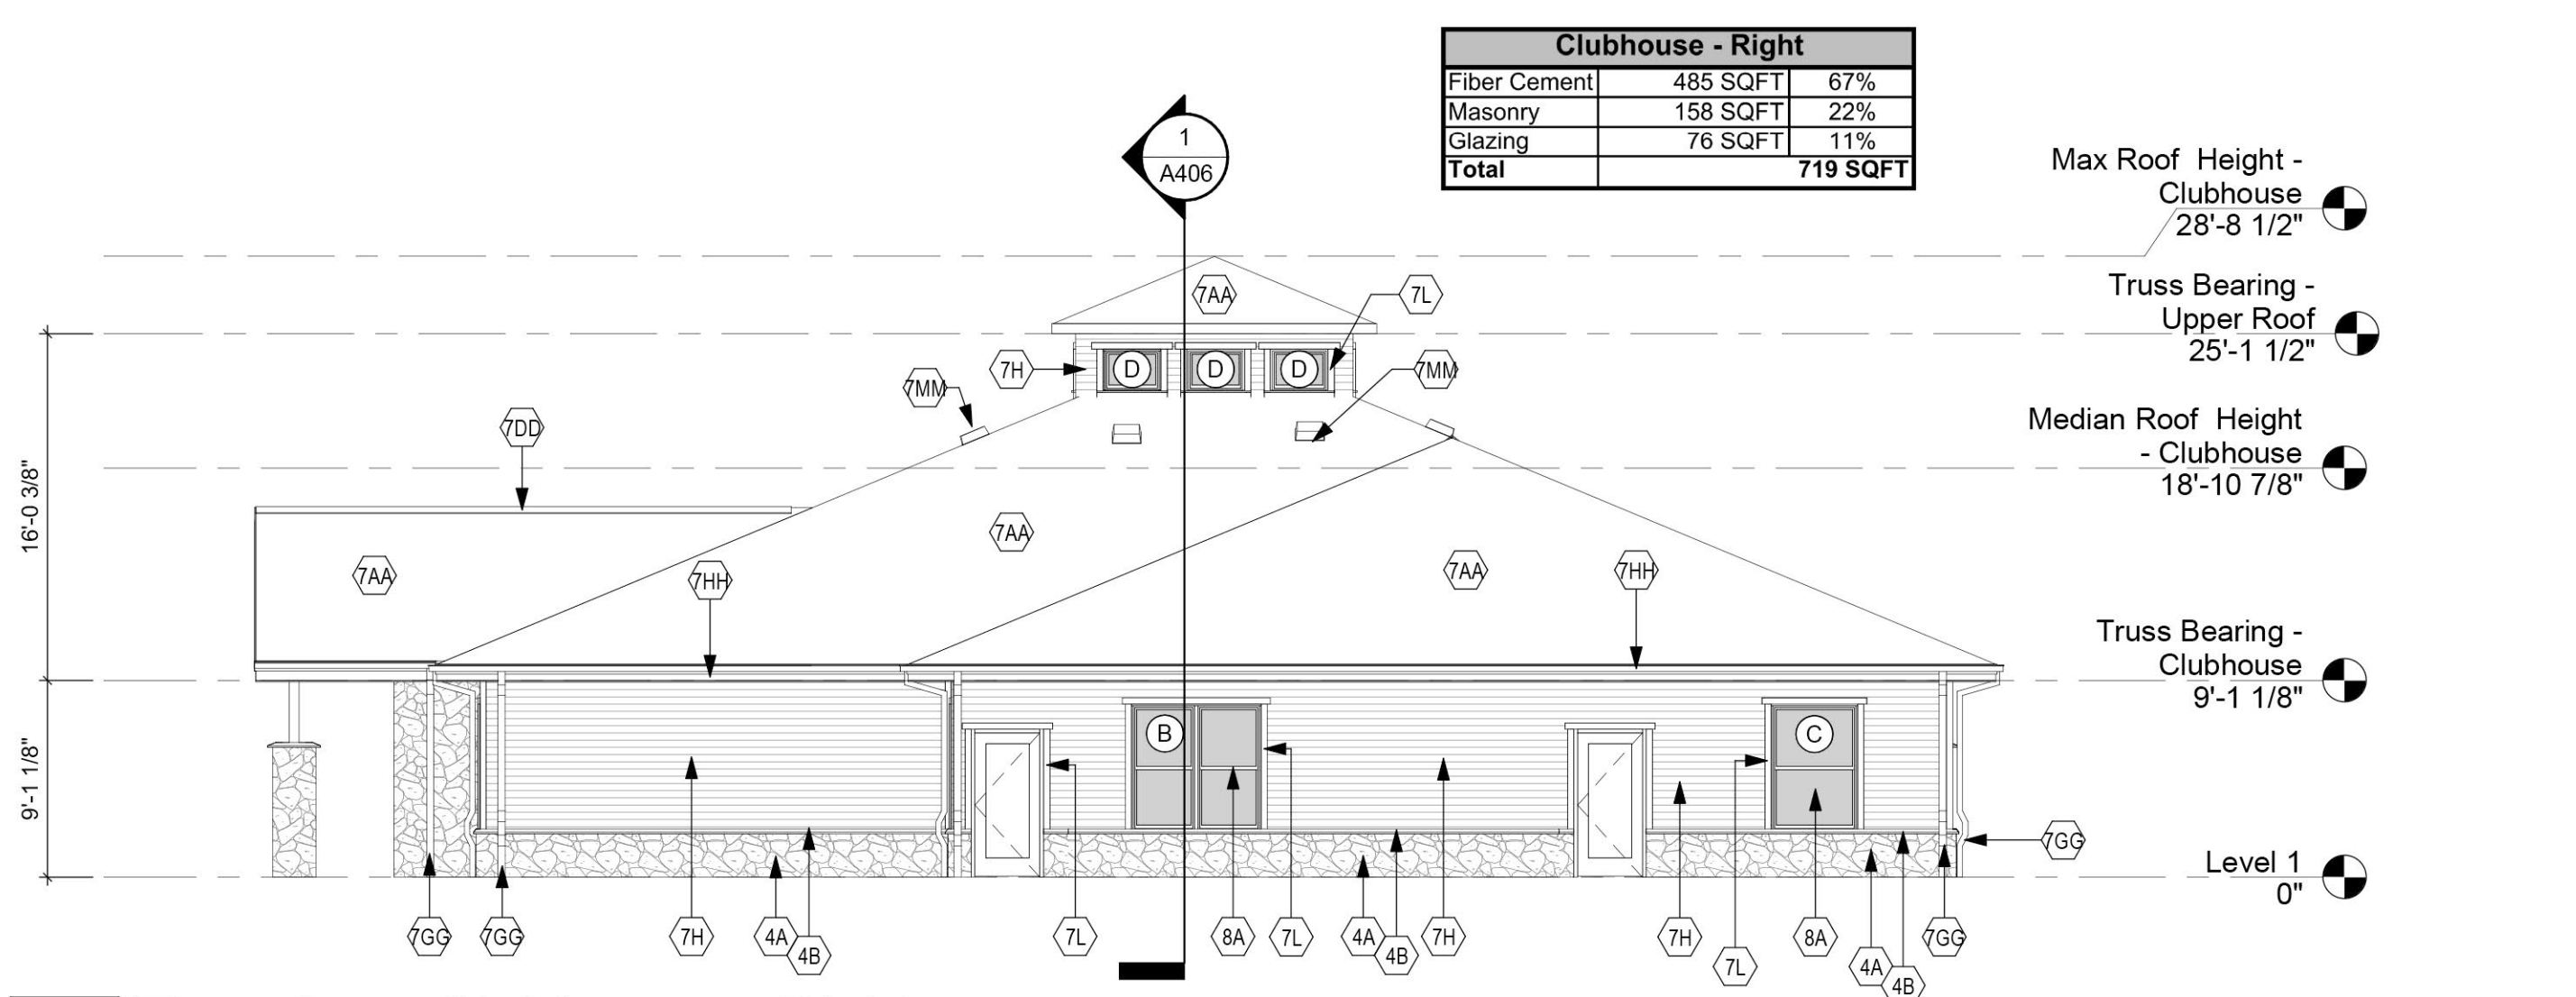 Clubhouse - Right
Fiber Cement 485 SQFT 67%
Masonry 158 SQFT 22%
Glazing 76 SQFT 11%
Total 719 SQFT
1
A406
Max Roof Height -
Clubhouse
28'-8 1/2"
Truss Bearing -
Upper Roof
25'-1 1/2"
Median Roof Height
- Clubhouse
18'-10 7/8"
Truss Bearing -
Clubhouse
9'-1 1/8"
Level 1
0"
16'-0 3/8"
9'-1 1/8"
7AA
7L
7H
D
D
D
7MM
7MM
7DD
7AA
7AA
7AA
7HH
7HH
B
C
7GG
7GG
7GG
7H
4A
4B
7L
8A
7L
4A
4B
7H
7H
7L
8A
4A
4B
7GG